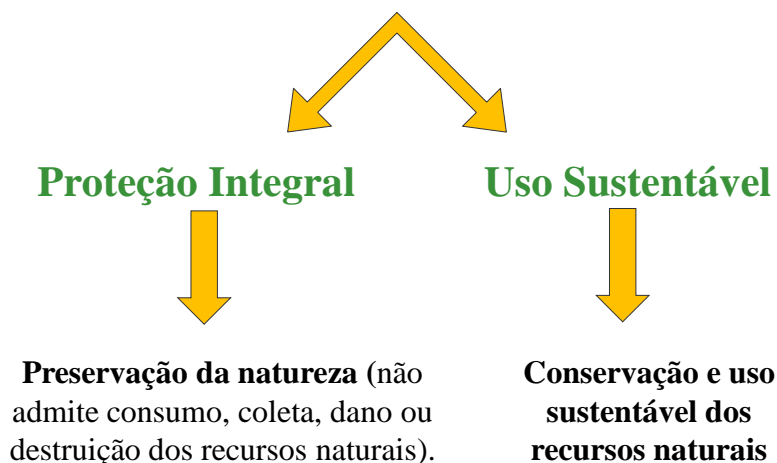 Proteção Integral
Uso Sustentável
Preservação da natureza (não
admite consumo, coleta, dano ou
destruição dos recursos naturais).
Conservação e uso
sustentável dos
recursos naturais